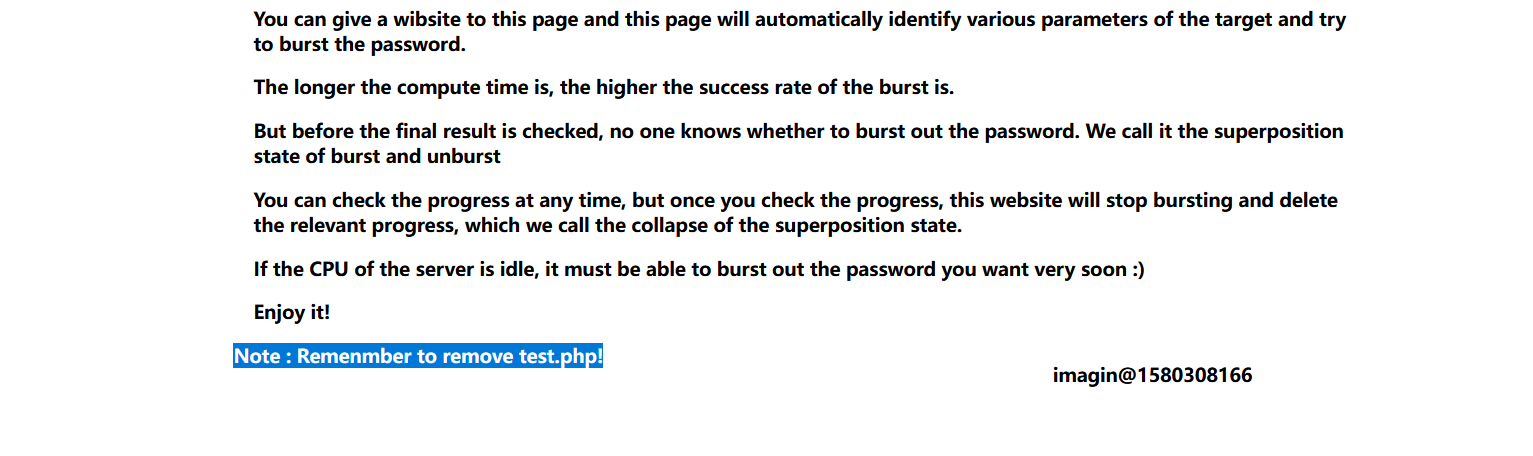 You can give a wibsite to this page and this page will automatically identify various parameters of the target and try
to burst the password.
The longer the compute time is, the higher the success rate of the burst is.
But before the final result is checked, no one knows whether to burst out the password. We call it the superposition
state of burst and unburst
You can check the progress at any time, but once you check the progress, this website will stop bursting and delete
the relevant progress, which we call the collapse of the superposition state.
If the CPU of the server is idle, it must be able to burst out the password you want very soon :)
Enjoy it!
Note : Remenmber to remove test.php!
imagin@1580308166